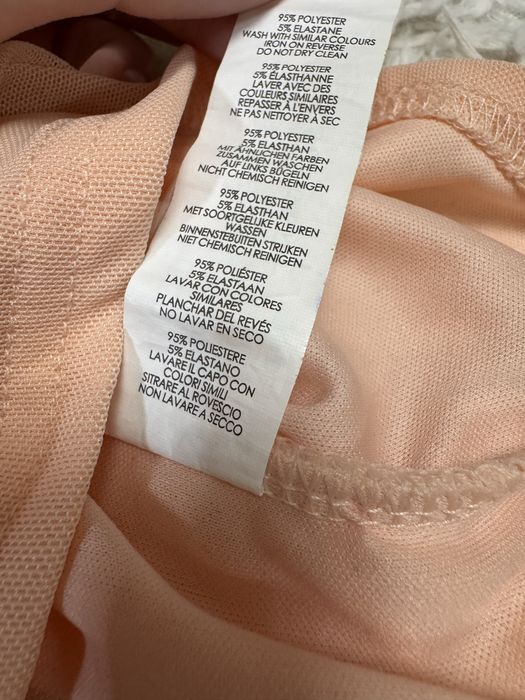 95% POLYESTER
5% ELASTANE
WASH WITH SIMILAR COLOURS
IRON ON REVERSE
DO NOT DRY CLEAN
95% POLYESTER
5% ÉLASTHANNE
LAVER AVEC DES
COULEURS SIMILAIRES
REPASSER À L'ENVERS
NE PAS NETTOYER À SEC
95% POLYESTER
5% ELASTHAN
MIT ÄHNLICHEN FARBEN
ZUSAMMEN WASCHEN
AUF LINKS BÜGELN
NICHT CHEMISCH REINIGEN
95% POLYESTER
5% ELASTHAN
MET SOORTGELIJKE KLEUREN
WASSEN
BINNENSTEBUITEN STRIJKEN
NIET CHEMISCH REINIGEN
95% POLIÉSTER
5% ELASTAAN
LAVAR CON COLORES
SIMILARES
PLANCHAR DEL REVÉS
NO LAVAR EN SECO
95% POLIESTERE
5% ELASTANO
LAVARE IL CAPO CON
COLORI SIMILI
SITRARE AL ROVESCIO
NON LAVARE A SECCO